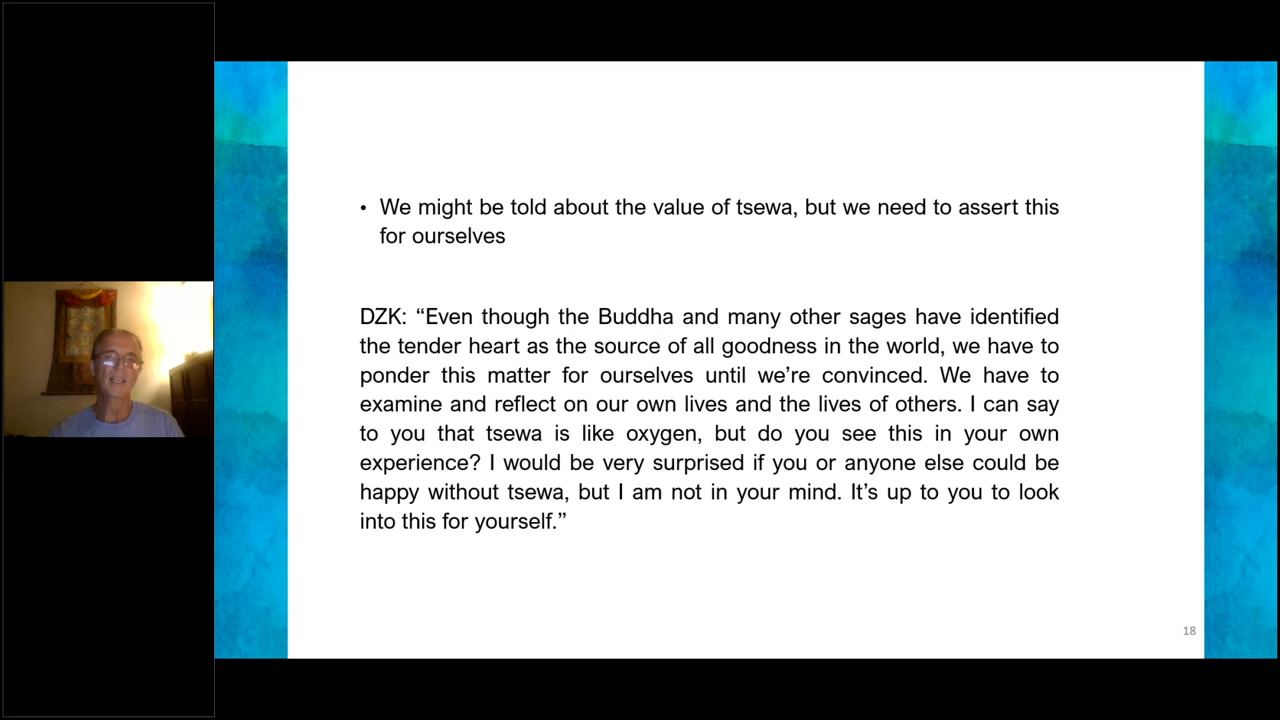 • We might be told about the value of tsewa, but we need to assert this
for ourselves
DZK: “Even though the Buddha and many other sages have identified
the tender heart as the source of all goodness in the world, we have to
ponder this matter for ourselves until we’re convinced. We have to
examine and reflect on our own lives and the lives of others. I can say
to you that tsewa is like oxygen, but do you see this in your own
experience? I would be very surprised if you or anyone else could be
happy without tsewa, but I am not in your mind. It’s up to you to look
into this for yourself.”
18